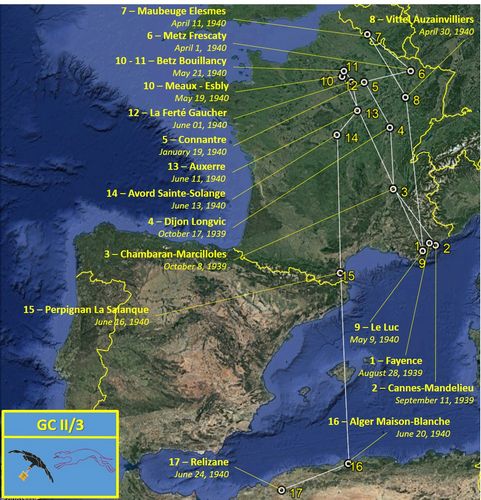 7 – Maubeuge Elesmes
April 11, 1940
8 – Vittel Auzainvilliers
April 30, 1940
6 – Metz Frescaty
April 1,  1940
10 - 11 – Betz Bouillancy
May 21, 1940
10 – Meaux - Esbly
May 19, 1940
12 – La Ferté Gaucher
June 01, 1940
5 – Connantre
January 19, 1940
13 – Auxerre
June 11, 1940
14 – Avord Sainte-Solange
June 13, 1940
4 – Dijon Longvic
October 17, 1939
3 – Chambaran-Marcilloles
October 8, 1939
15 – Perpignan La Salanque
June 16, 1940
9 – Le Luc
May 9, 1940
1 – Fayence
August 28, 1939
2 – Cannes-Mandelieu
September 11, 1939
16 – Alger Maison-Blanche
June 20, 1940
17 – Relizane
June 24, 1940
7
11
6
10
12
5
8
13
4
14
3
1
2
9
15
16
17
GC II/3